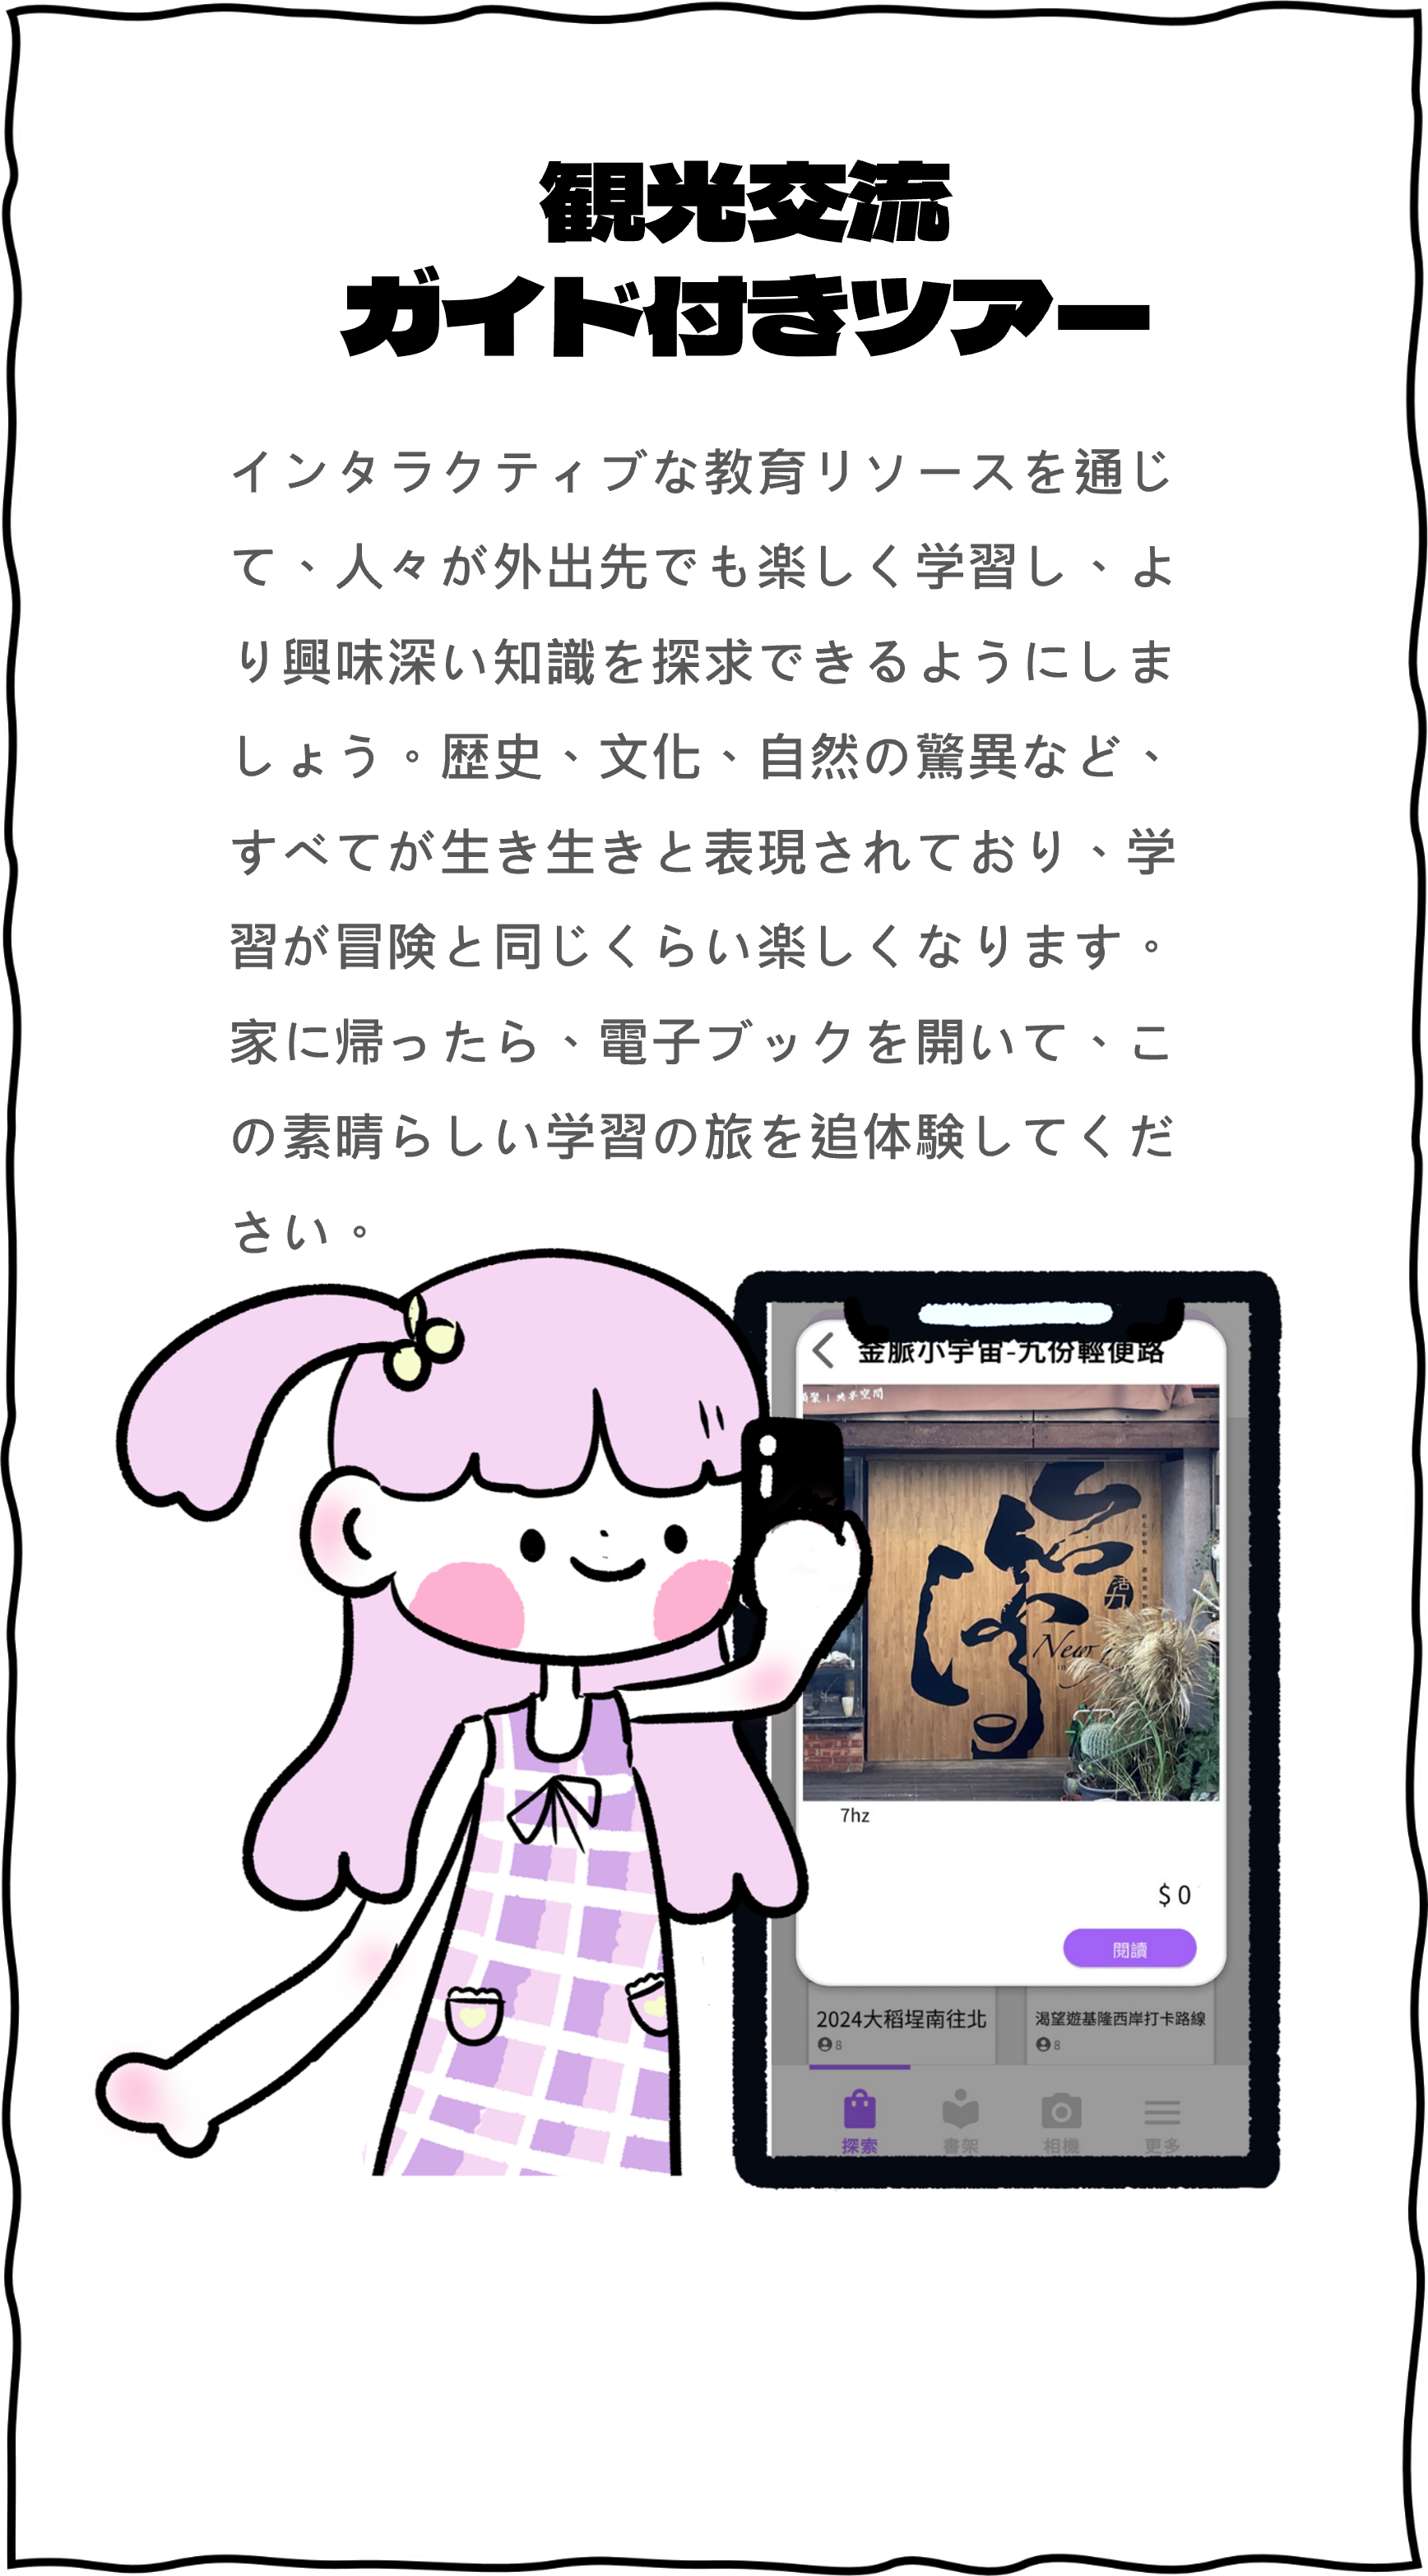 観光交流
ガイド付きツアー
インタラクティブな教育リソースを通じ
て、人々が外出先でも楽しく学習し、よ
り興味深い知識を探求できるようにしま
しょう。歴史、文化、自然の驚異など、
すべてが生き生きと表現されており、学
習が冒険と同じくらい楽しくなります。
家に帰ったら、電子ブックを開いて、こ
の素晴らしい学習の旅を追体験してくだ
さい。
金脈小宇宙-九份輕便路
共享空間
活力
New
7hz
$ 0
閱讀
2024大稻埕南往北
渴望遊基隆西岸打卡路線
8
8
探索
書架
相機
更多